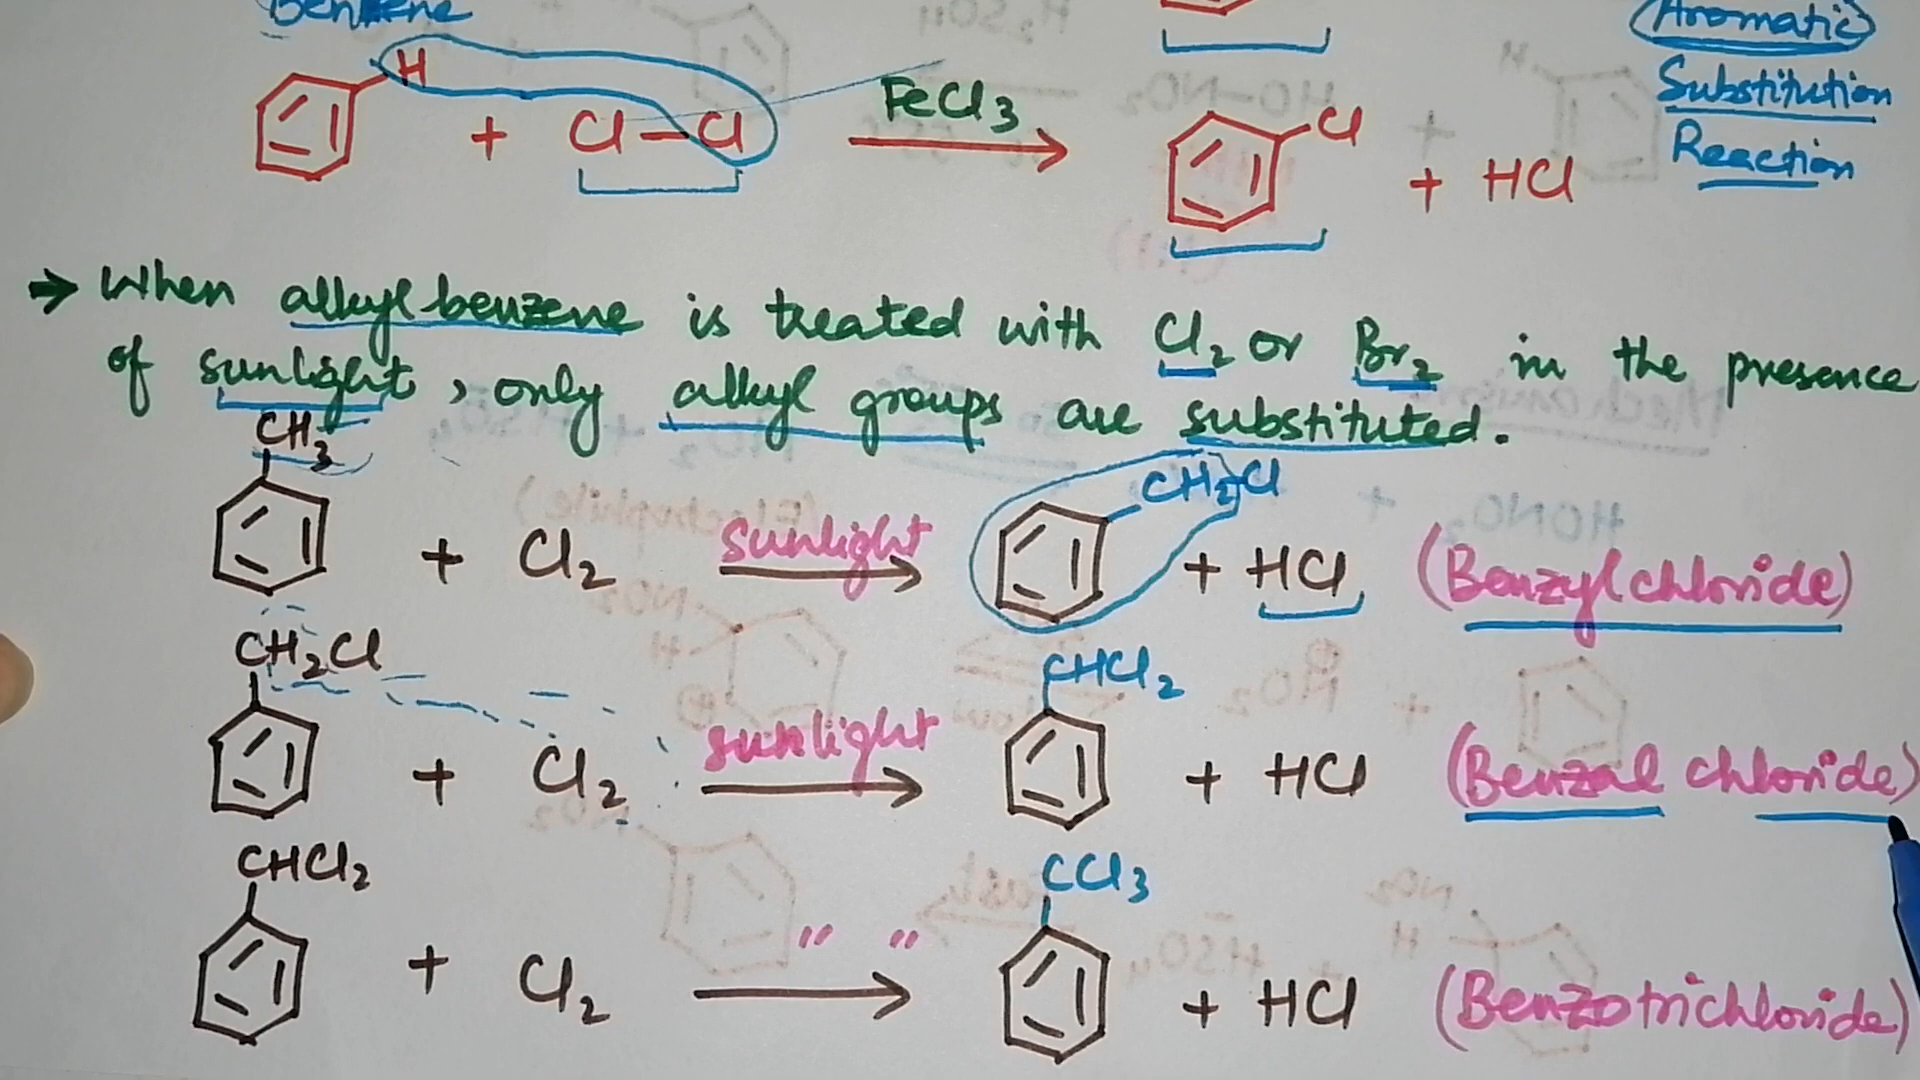 Benzene
(Aromatic)
Substitution
Reaction
H
+ Cl—Cl FeCl3 Cl + HCl
→ When alkyl benzene is treated with Cl2 or Br2 in the presence
of sunlight, only alkyl groups are substituted.
CH3
+ Cl2 sunlight CH2Cl + HCl (Benzyl chloride)
CH2Cl
+ Cl2 sunlight CHCl2 + HCl (Benzal chloride)
CHCl2
+ Cl2 " " CCl3 + HCl (Benzotrichloride)